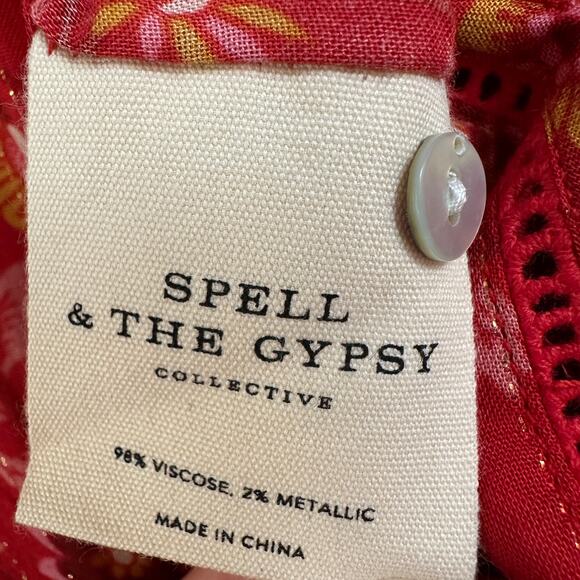 SPELL
& THE GYPSY
COLLECTIVE
98% VISCOSE, 2% METALLIC
MADE IN CHINA